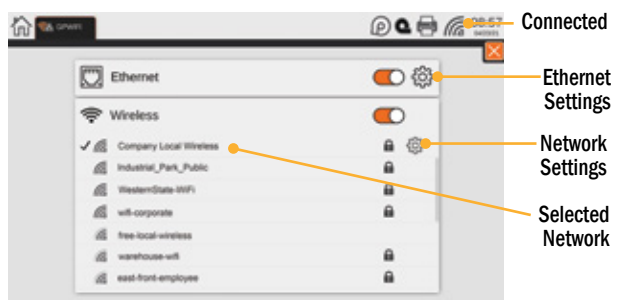 08:57
Connected
Ethernet
Ethernet
Settings
Wireless
Company Local Wireless
Network
Settings
Industrial_Park_Public
WesternState-WiFi
wifi-corporate
Selected
Network
free-local-wireless
warehouse-wifi
east-front-employee